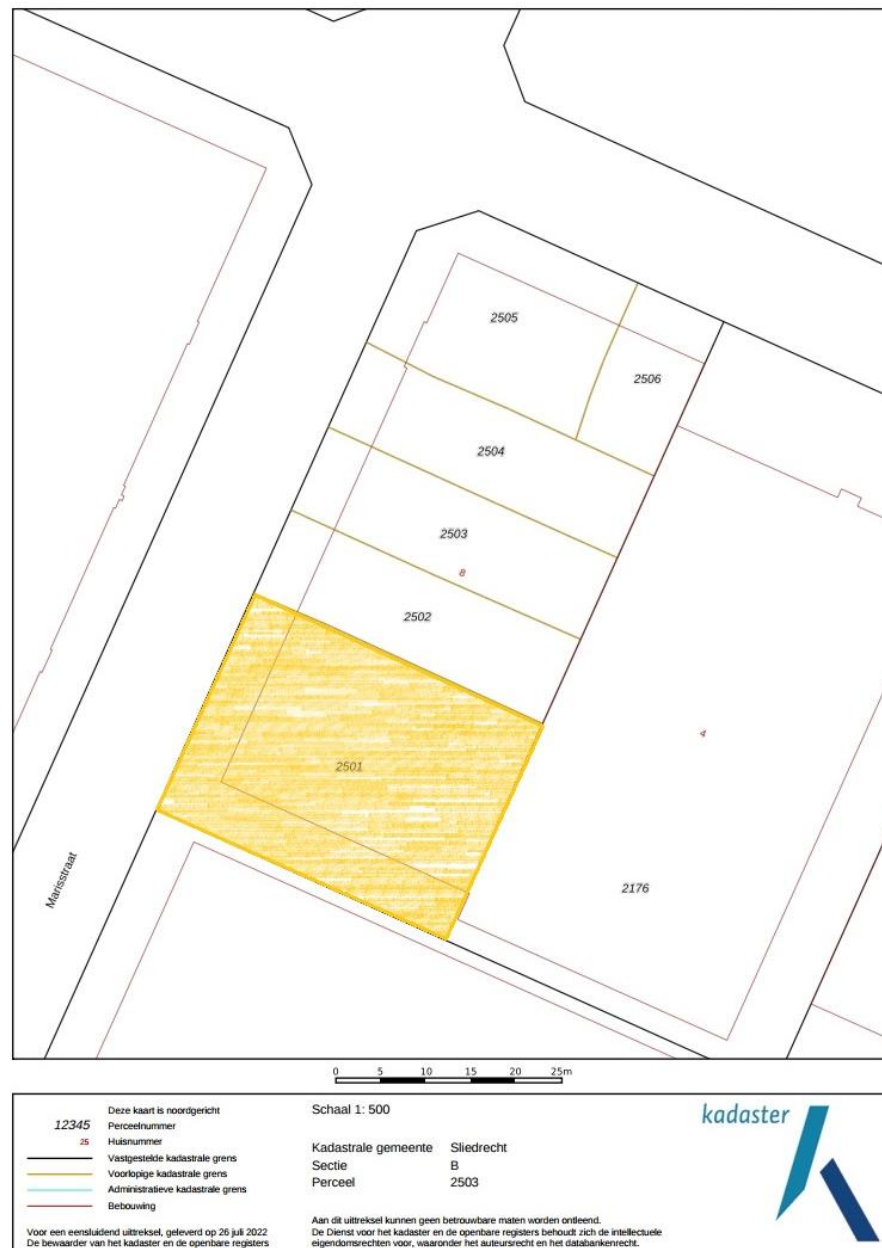 2505
2506
2504
2503
8
2502
4
2501
2176
Marisstraat
0 5 10 15 20 25m
Deze kaart is noordgericht
12345 Perceelnummer
25 Huisnummer
Vastgestelde kadastrale grens
Voorlopige kadastrale grens
Administratieve kadastrale grens
Bebouwing
Voor een eensluidend uittreksel, geleverd op 26 juli 2022
De bewaarder van het kadaster en de openbare registers
Schaal 1: 500
Kadastrale gemeente Sliedrecht
Sectie B
Perceel 2503
Aan dit uittreksel kunnen geen betrouwbare maten worden ontleend.
De Dienst voor het kadaster en de openbare registers behoudt zich de intellectuele
eigendomsrechten voor, waaronder het auteursrecht en het databankenrecht.
kadaster